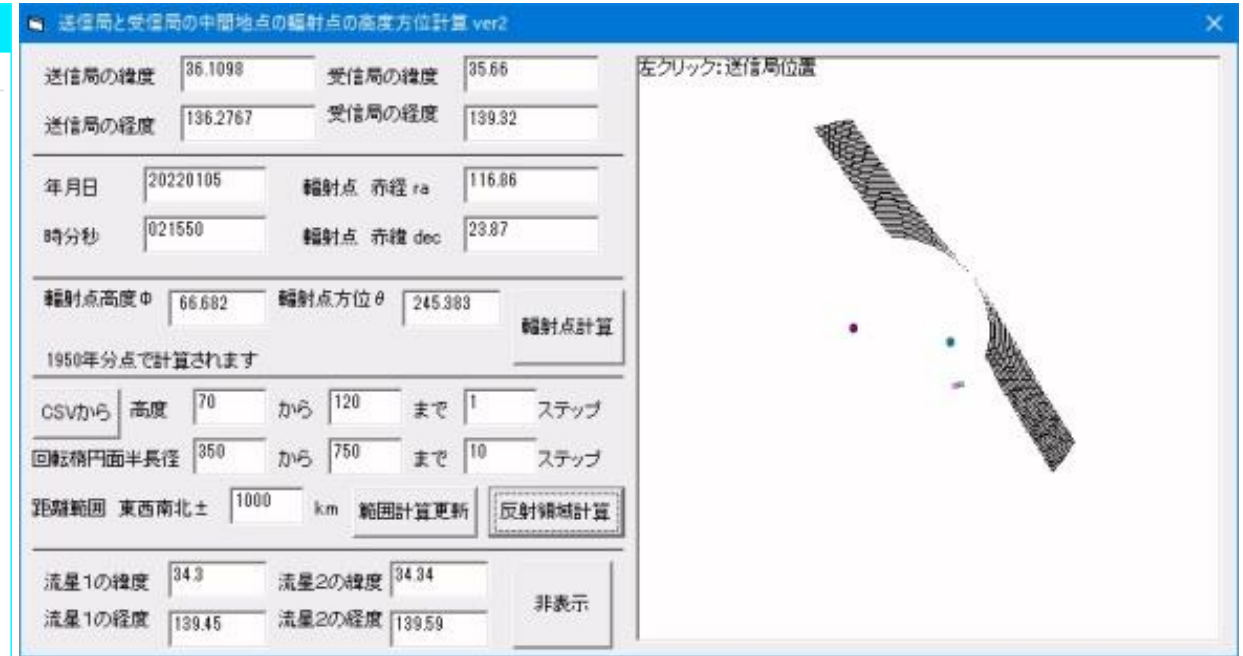 送信局と受信局の中間地点の輻射点の高度方位計算 ver2
送信局の緯度 36.1098 受信局の緯度 35.66
送信局の経度 136.2767 受信局の経度 139.32
年月日 20220105 輻射点 赤経 ra 116.86
時分秒 021550 輻射点 赤緯 dec 23.87
輻射点高度Φ 66.682 輻射点方位θ 245.383 輻射点計算
1950年分点で計算されます
CSVから 高度 70 から 120 まで 1 ステップ
回転楕円面半長径 350 から 750 まで 10 ステップ
距離範囲 東西南北± 1000 km 範囲計算更新 反射領域計算
流星1の緯度 34.3 流星2の緯度 34.34
流星1の経度 139.45 流星2の経度 139.59 非表示
左クリック:送信局位置